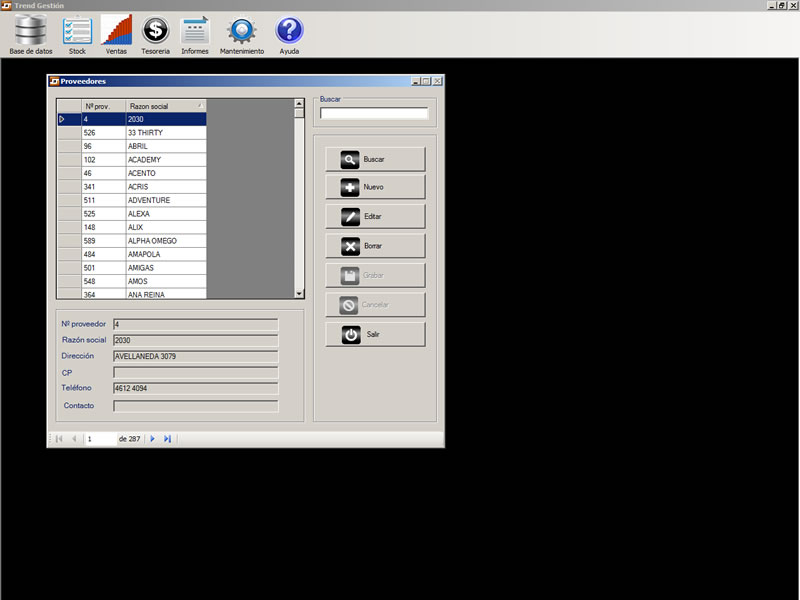 Trend Gestión
Base de datos
Stock
Ventas
Tesoreria
Informes
Mantenimiento
Ayuda
Proveedores
Nº prov. Razon social
4 2030
526 33 THIRTY
96 ABRIL
102 ACADEMY
46 ACENTO
341 ACRIS
511 ADVENTURE
525 ALEXA
148 ALIX
589 ALPHA OMEGO
484 AMAPOLA
501 AMIGAS
548 AMOS
364 ANA REINA
Buscar
Buscar
Nuevo
Editar
Borrar
Grabar
Cancelar
Salir
Nº proveedor 4
Razón social 2030
Dirección AVELLANEDA 3079
CP
Teléfono 4612 4094
Contacto
1 de 287